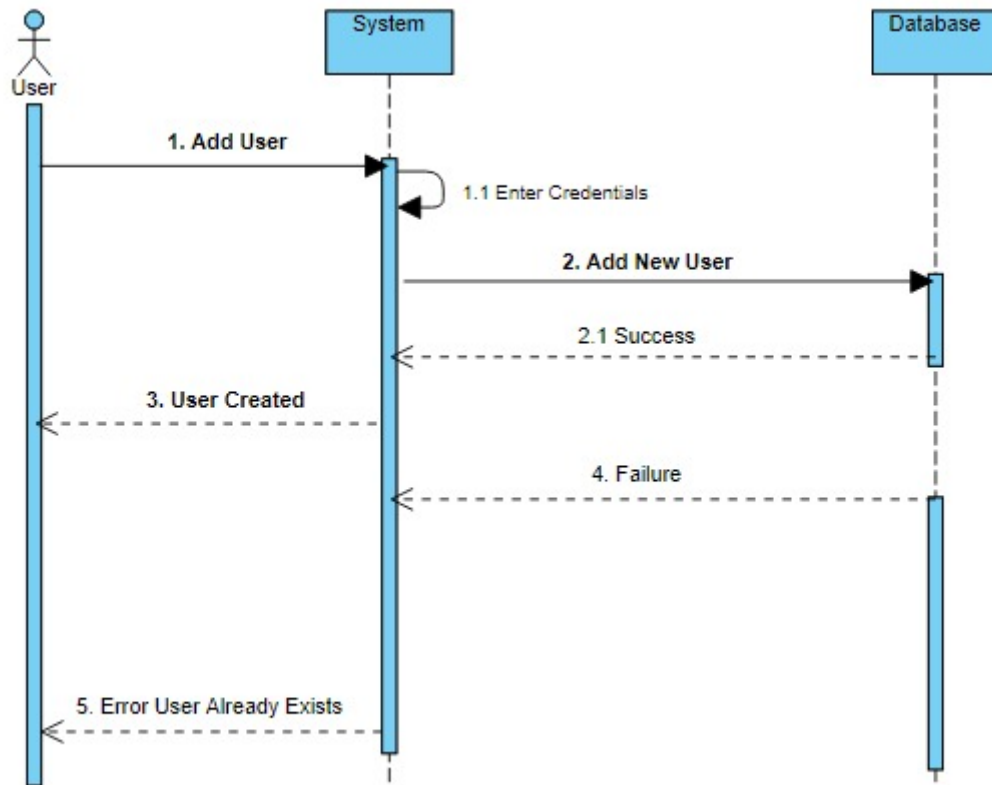 System
Database
User
1. Add User
1.1 Enter Credentials
2. Add New User
2.1 Success
3. User Created
4. Failure
5. Error User Already Exists